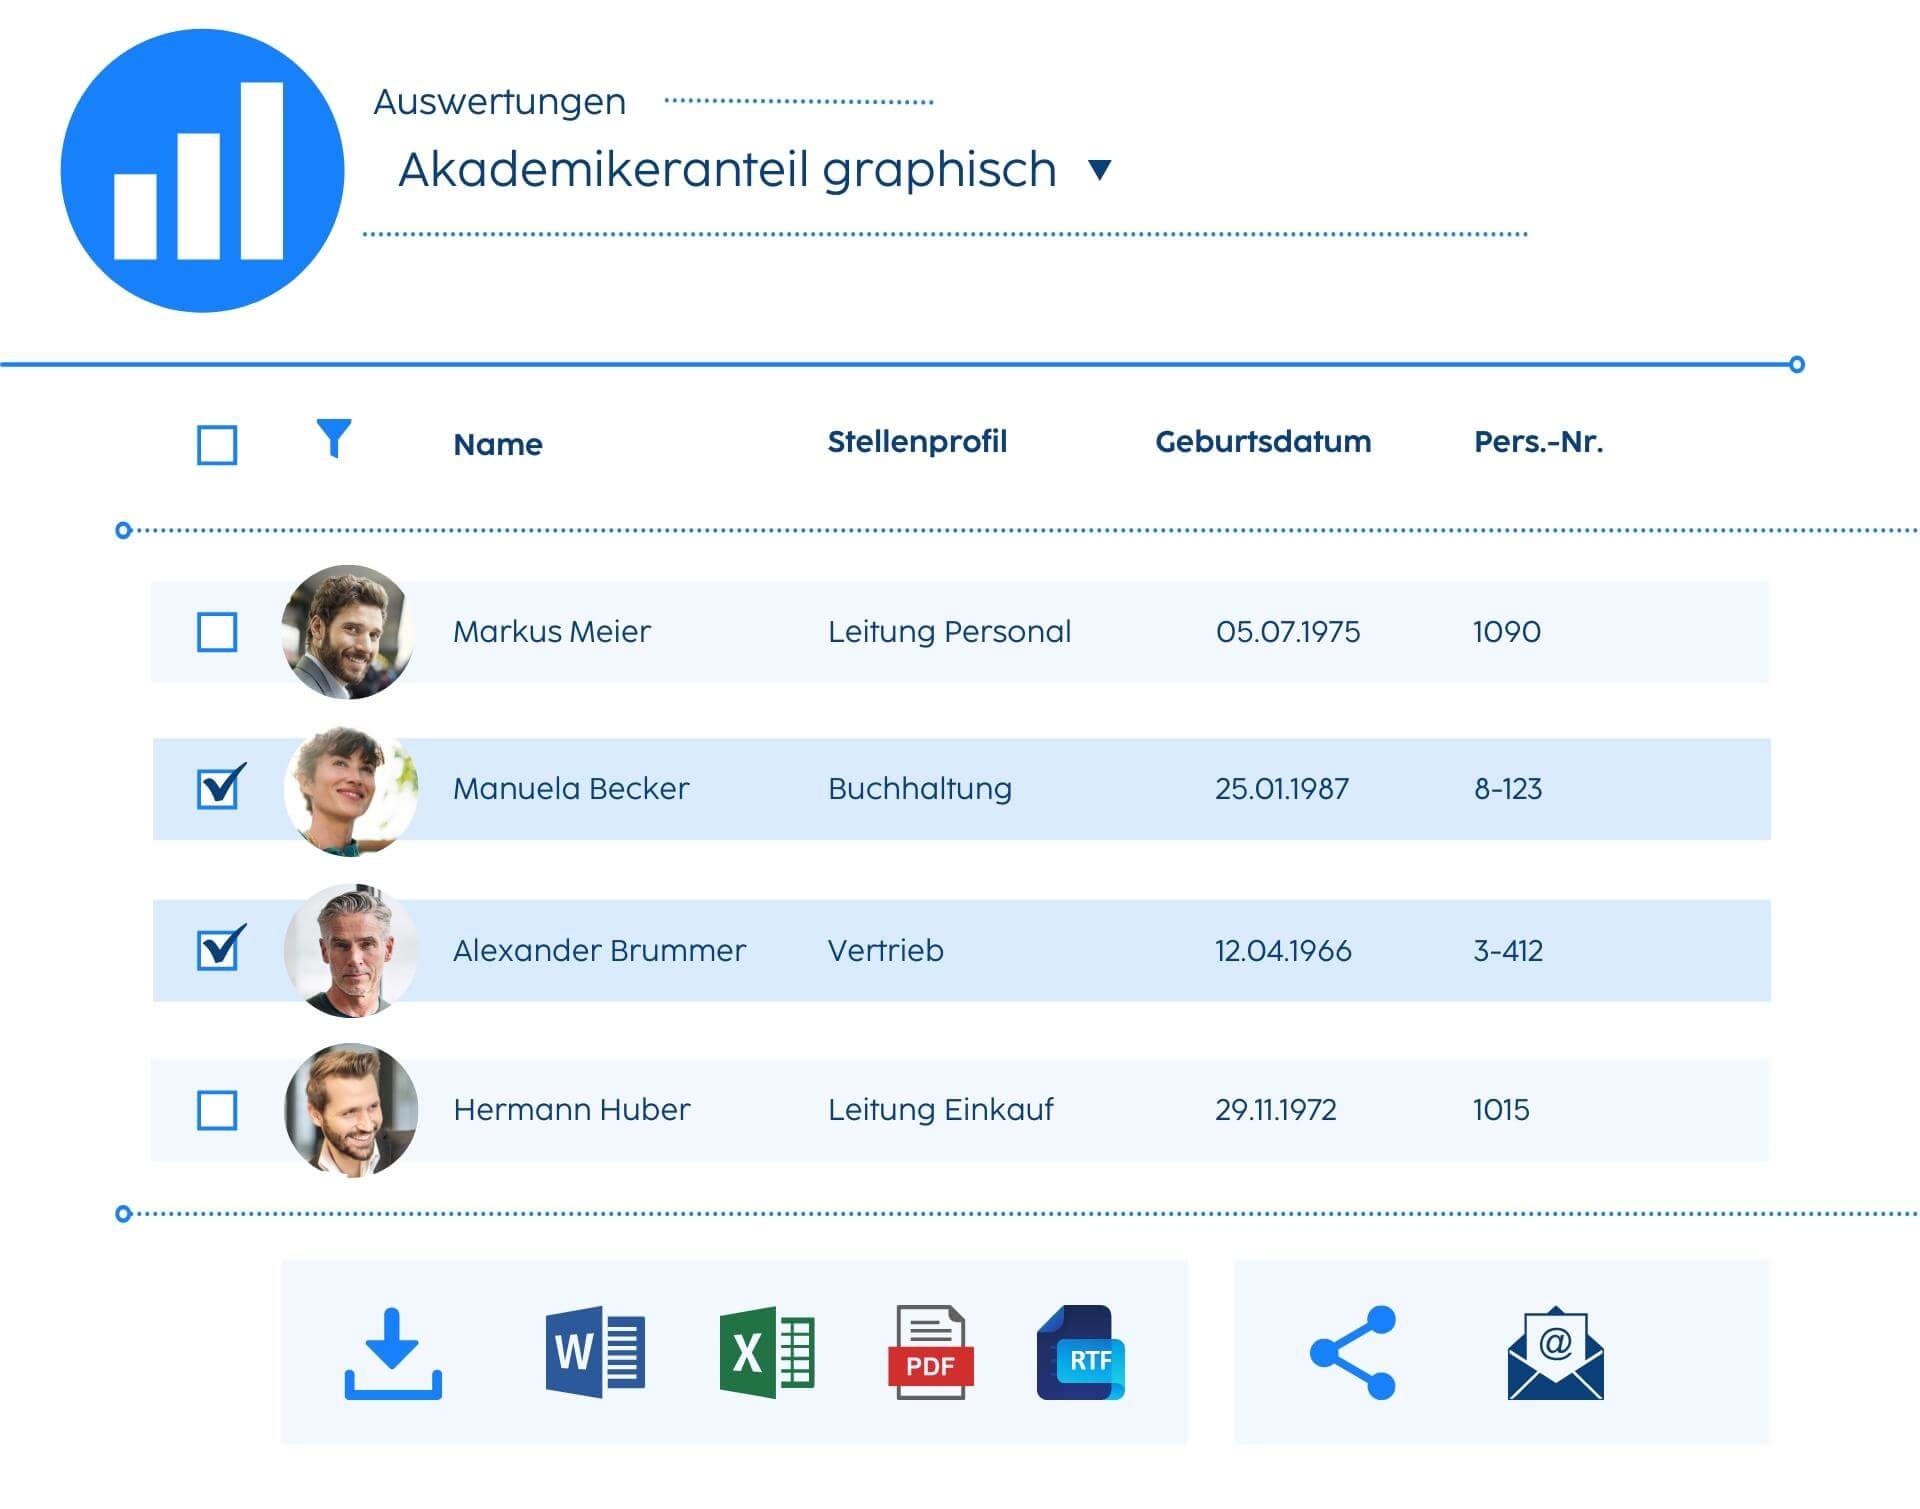 Auswertungen
Akademikeranteil graphisch
Name Stellenprofil Geburtsdatum Pers.-Nr.
Markus Meier Leitung Personal 05.07.1975 1090
Manuela Becker Buchhaltung 25.01.1987 8-123
Alexander Brummer Vertrieb 12.04.1966 3-412
Hermann Huber Leitung Einkauf 29.11.1972 1015
W X PDF RTF @